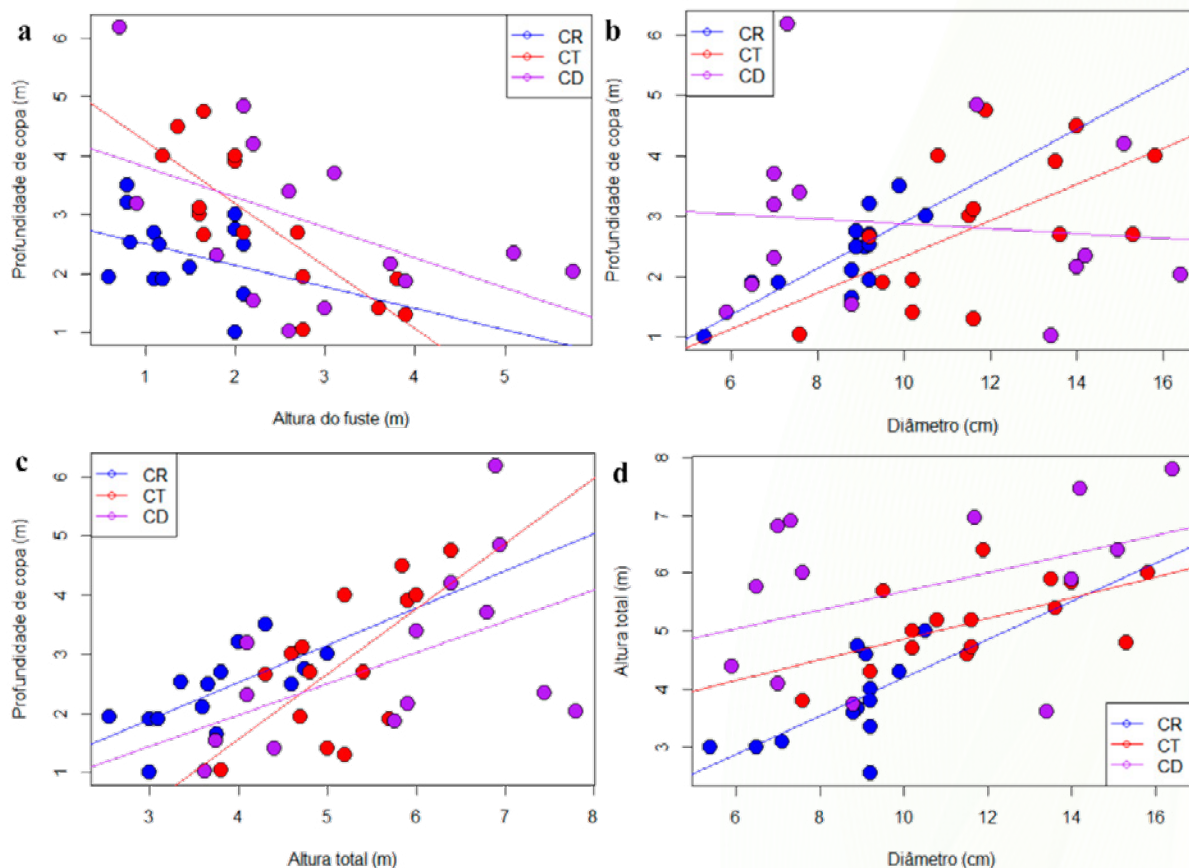 a
CR
CT
CD
Profundidade de copa (m)
6
5
4
3
2
1
1 2 3 4 5
Altura do fuste (m)
b
CR
CT
CD
Profundidade de copa (m)
6
5
4
3
2
1
6 8 10 12 14 16
Diâmetro (cm)
c
CR
CT
CD
Profundidade de copa (m)
6
5
4
3
2
1
3 4 5 6 7 8
Altura total (m)
d
CR
CT
CD
Altura total (m)
8
7
6
5
4
3
6 8 10 12 14 16
Diâmetro (cm)